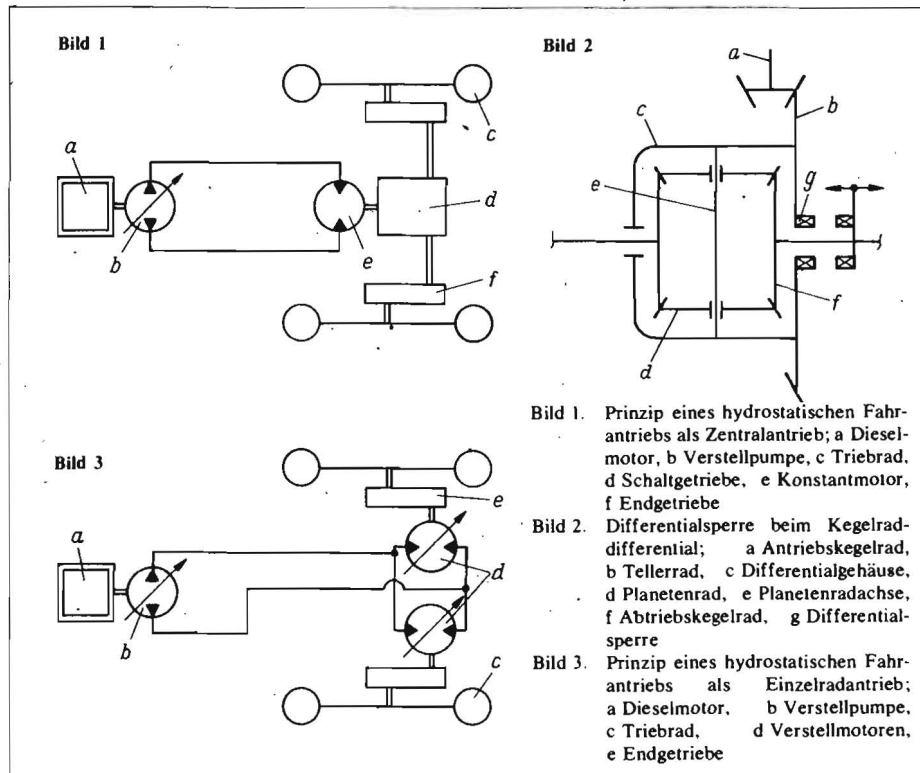 Bild 1
a
b
c
d
e
f
Bild 2
a
b
c
g
e
d
f
Bild 3
a
b
e
d
c
Bild 1. Prinzip eines hydrostatischen Fahr-
antriebs als Zentralantrieb; a Diesel-
motor, b Verstellpumpe, c Triebrad,
d Schaltgetriebe, e Konstantmotor,
f Endgetriebe
Bild 2. Differentialsperre beim Kegelrad-
differential; a Antriebskegelrad,
b Tellerrad, c Differentialgehäuse,
d Planetenrad, e Planetenradachse,
f Abtriebskegelrad, g Differential-
sperre
Bild 3. Prinzip eines hydrostatischen Fahr-
antriebs als Einzelradantrieb;
a Dieselmotor, b Verstellpumpe,
c Triebrad, d Verstellmotoren,
e Endgetriebe